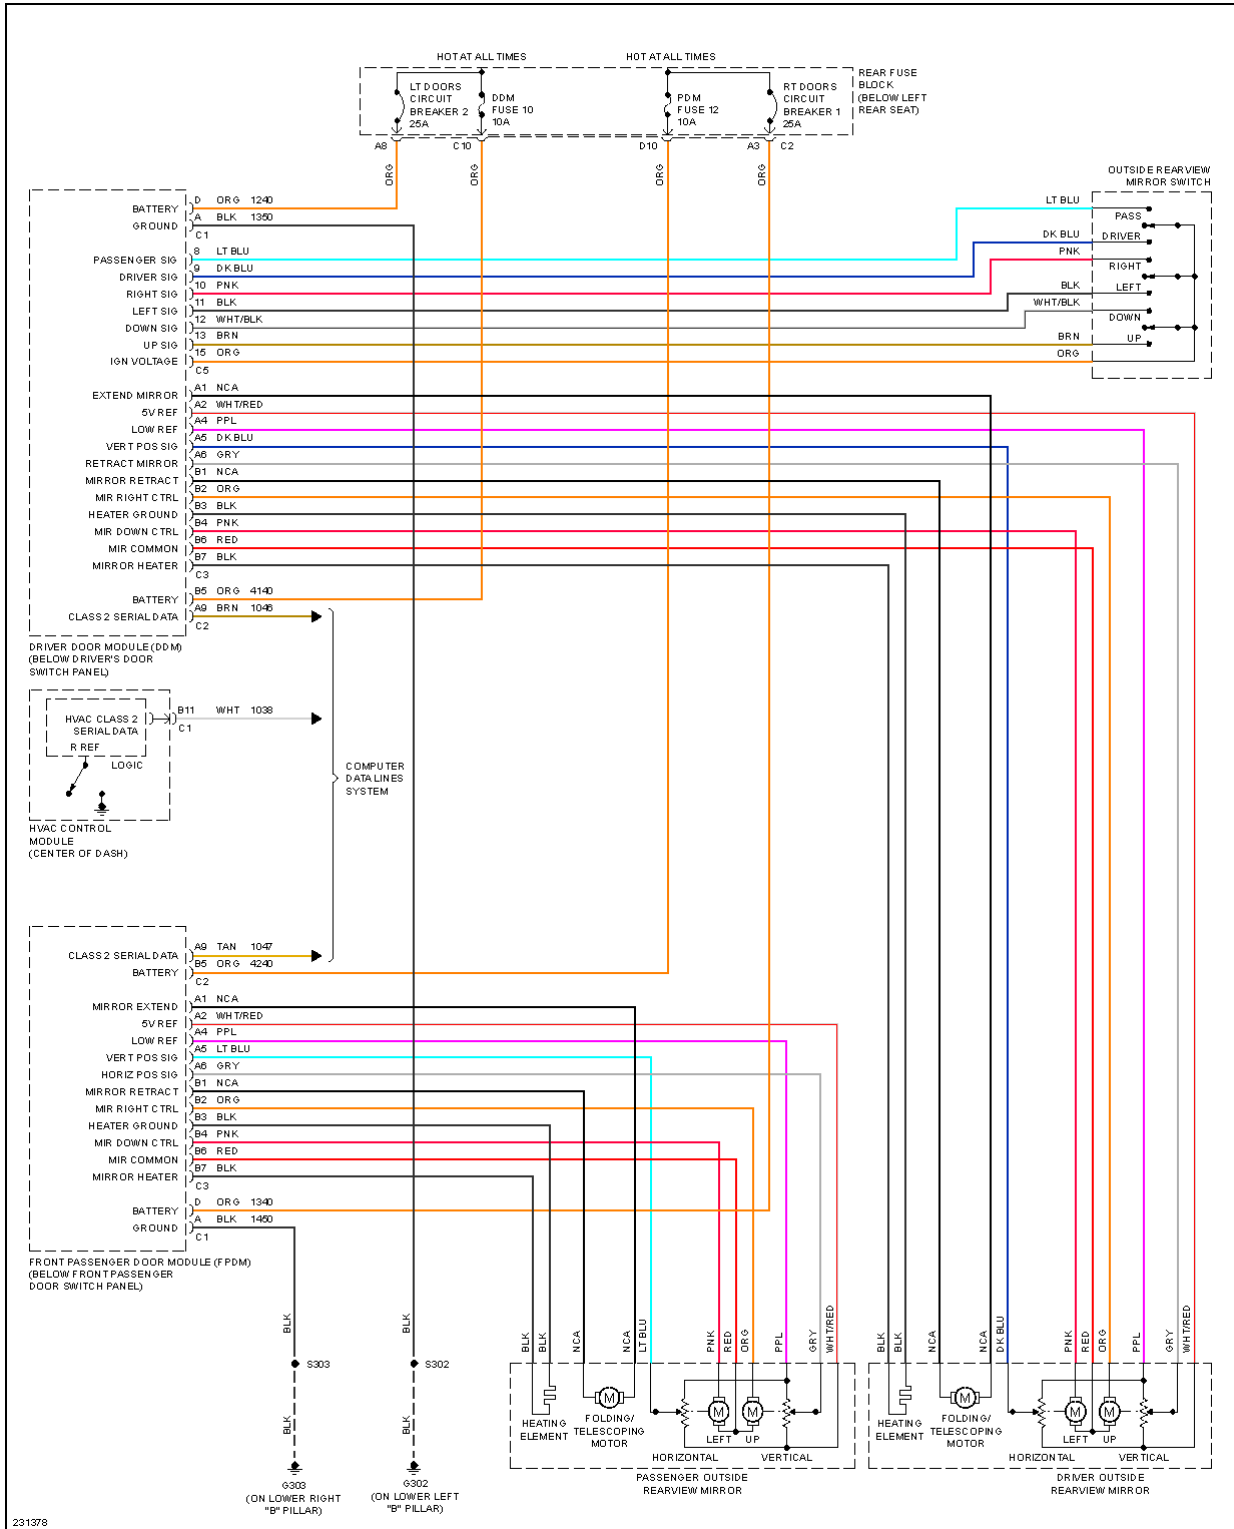 HOT AT ALL TIMES
HOT AT ALL TIMES
LT DOORS
CIRCUIT
BREAKER 2
25A
DDM
FUSE 10
10A
PDM
FUSE 12
10A
RT DOORS
CIRCUIT
BREAKER 1
25A
REAR FUSE
BLOCK
(BELOW LEFT
REAR SEAT)
A8
C10
D10
A3
C2
ORG
ORG
ORG
ORG
OUTSIDE REARVIEW
MIRROR SWITCH
LT BLU
PASS
DK BLU
DRIVER
PNK
RIGHT
BLK
LEFT
WHT/BLK
DOWN
BRN
UP
ORG
BATTERY
D ORG 1240
GROUND
A BLK 1350
C1
PASSENGER SIG
8 LT BLU
DRIVER SIG
9 DK BLU
RIGHT SIG
10 PNK
LEFT SIG
11 BLK
DOWN SIG
12 WHT/BLK
UP SIG
13 BRN
IGN VOLTAGE
15 ORG
C5
EXTEND MIRROR
A1 NCA
5V REF
A2 WHT/RED
LOW REF
A4 PPL
VERT POS SIG
A5 DK BLU
RETRACT MIRROR
A6 GRY
MIRROR RETRACT
B1 NCA
MIR RIGHT CTRL
B2 ORG
HEATER GROUND
B3 BLK
MIR DOWN CTRL
B4 PNK
MIR COMMON
B6 RED
MIRROR HEATER
B7 BLK
C3
BATTERY
B5 ORG 4140
CLASS 2 SERIAL DATA
A9 BRN 1046
C2
DRIVER DOOR MODULE (DDM)
(BELOW DRIVER'S DOOR
SWITCH PANEL)
HVAC CLASS 2
SERIAL DATA
R REF
LOGIC
B11 WHT 1038
C1
HVAC CONTROL
MODULE
(CENTER OF DASH)
COMPUTER
DATA LINES
SYSTEM
CLASS 2 SERIAL DATA
A9 TAN 1047
BATTERY
B5 ORG 4240
C2
MIRROR EXTEND
A1 NCA
5V REF
A2 WHT/RED
LOW REF
A4 PPL
VERT POS SIG
A5 LT BLU
HORIZ POS SIG
A6 GRY
MIRROR RETRACT
B1 NCA
MIR RIGHT CTRL
B2 ORG
HEATER GROUND
B3 BLK
MIR DOWN CTRL
B4 PNK
MIR COMMON
B6 RED
MIRROR HEATER
B7 BLK
C3
BATTERY
D ORG 1340
GROUND
A BLK 1450
C1
FRONT PASSENGER DOOR MODULE (FPDM)
(BELOW FRONT PASSENGER
DOOR SWITCH PANEL)
BLK
S303
BLK
G303
(ON LOWER RIGHT
"B" PILLAR)
BLK
S302
BLK
G302
(ON LOWER LEFT
"B" PILLAR)
BLK
BLK
NCA
NCA
LT BLU
PNK
RED
ORG
PPL
GRY
WHT/RED
HEATING
ELEMENT
M
FOLDING/
TELESCOPING
MOTOR
M
M
LEFT
UP
HORIZONTAL
VERTICAL
PASSENGER OUTSIDE
REARVIEW MIRROR
BLK
BLK
NCA
NCA
DK BLU
PNK
RED
ORG
PPL
GRY
WHT/RED
HEATING
ELEMENT
M
FOLDING/
TELESCOPING
MOTOR
M
M
LEFT
UP
HORIZONTAL
VERTICAL
DRIVER OUTSIDE
REARVIEW MIRROR
231378